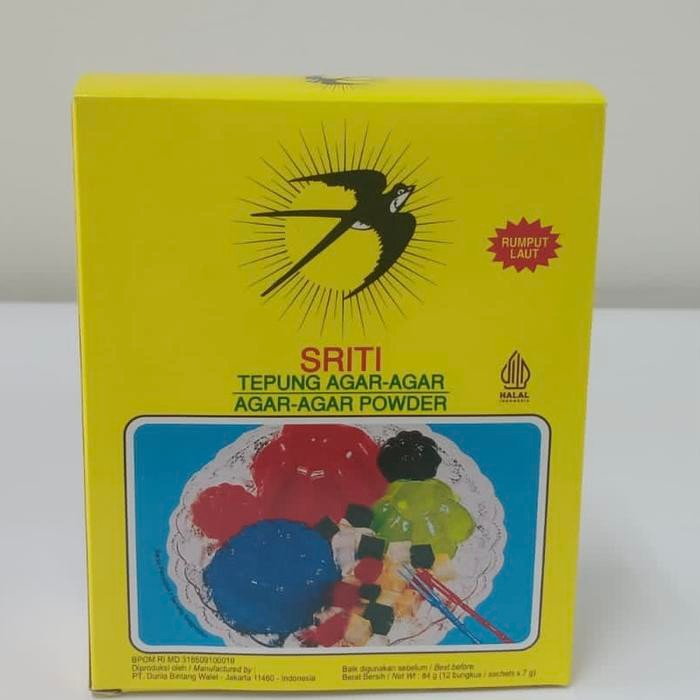 RUMPUT
LAUT
SRITI
TEPUNG AGAR-AGAR
AGAR-AGAR POWDER
HALAL
INDONESIA
BPOM RI MD 316509100019
Diproduksi oleh / Manufactured by :
PT. Dunia Bintang Walet - Jakarta 11460 - Indonesia
Baik digunakan sebelum / Best before:
Berat Bersih / Net Wt : 84 g (12 bungkus / sachets x 7 g)